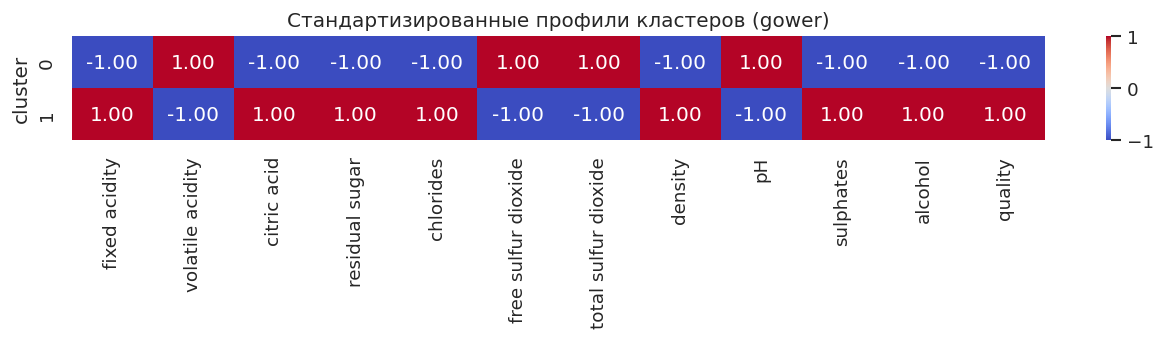 Стандартизированные профили кластеров (gower)
cluster
0
-1.00 1.00 -1.00 -1.00 -1.00 1.00 1.00 -1.00 1.00 -1.00 -1.00 -1.00
1
1.00 -1.00 1.00 1.00 1.00 -1.00 -1.00 1.00 -1.00 1.00 1.00 1.00
fixed acidity
volatile acidity
citric acid
residual sugar
chlorides
free sulfur dioxide
total sulfur dioxide
density
pH
sulphates
alcohol
quality
1
0
−1